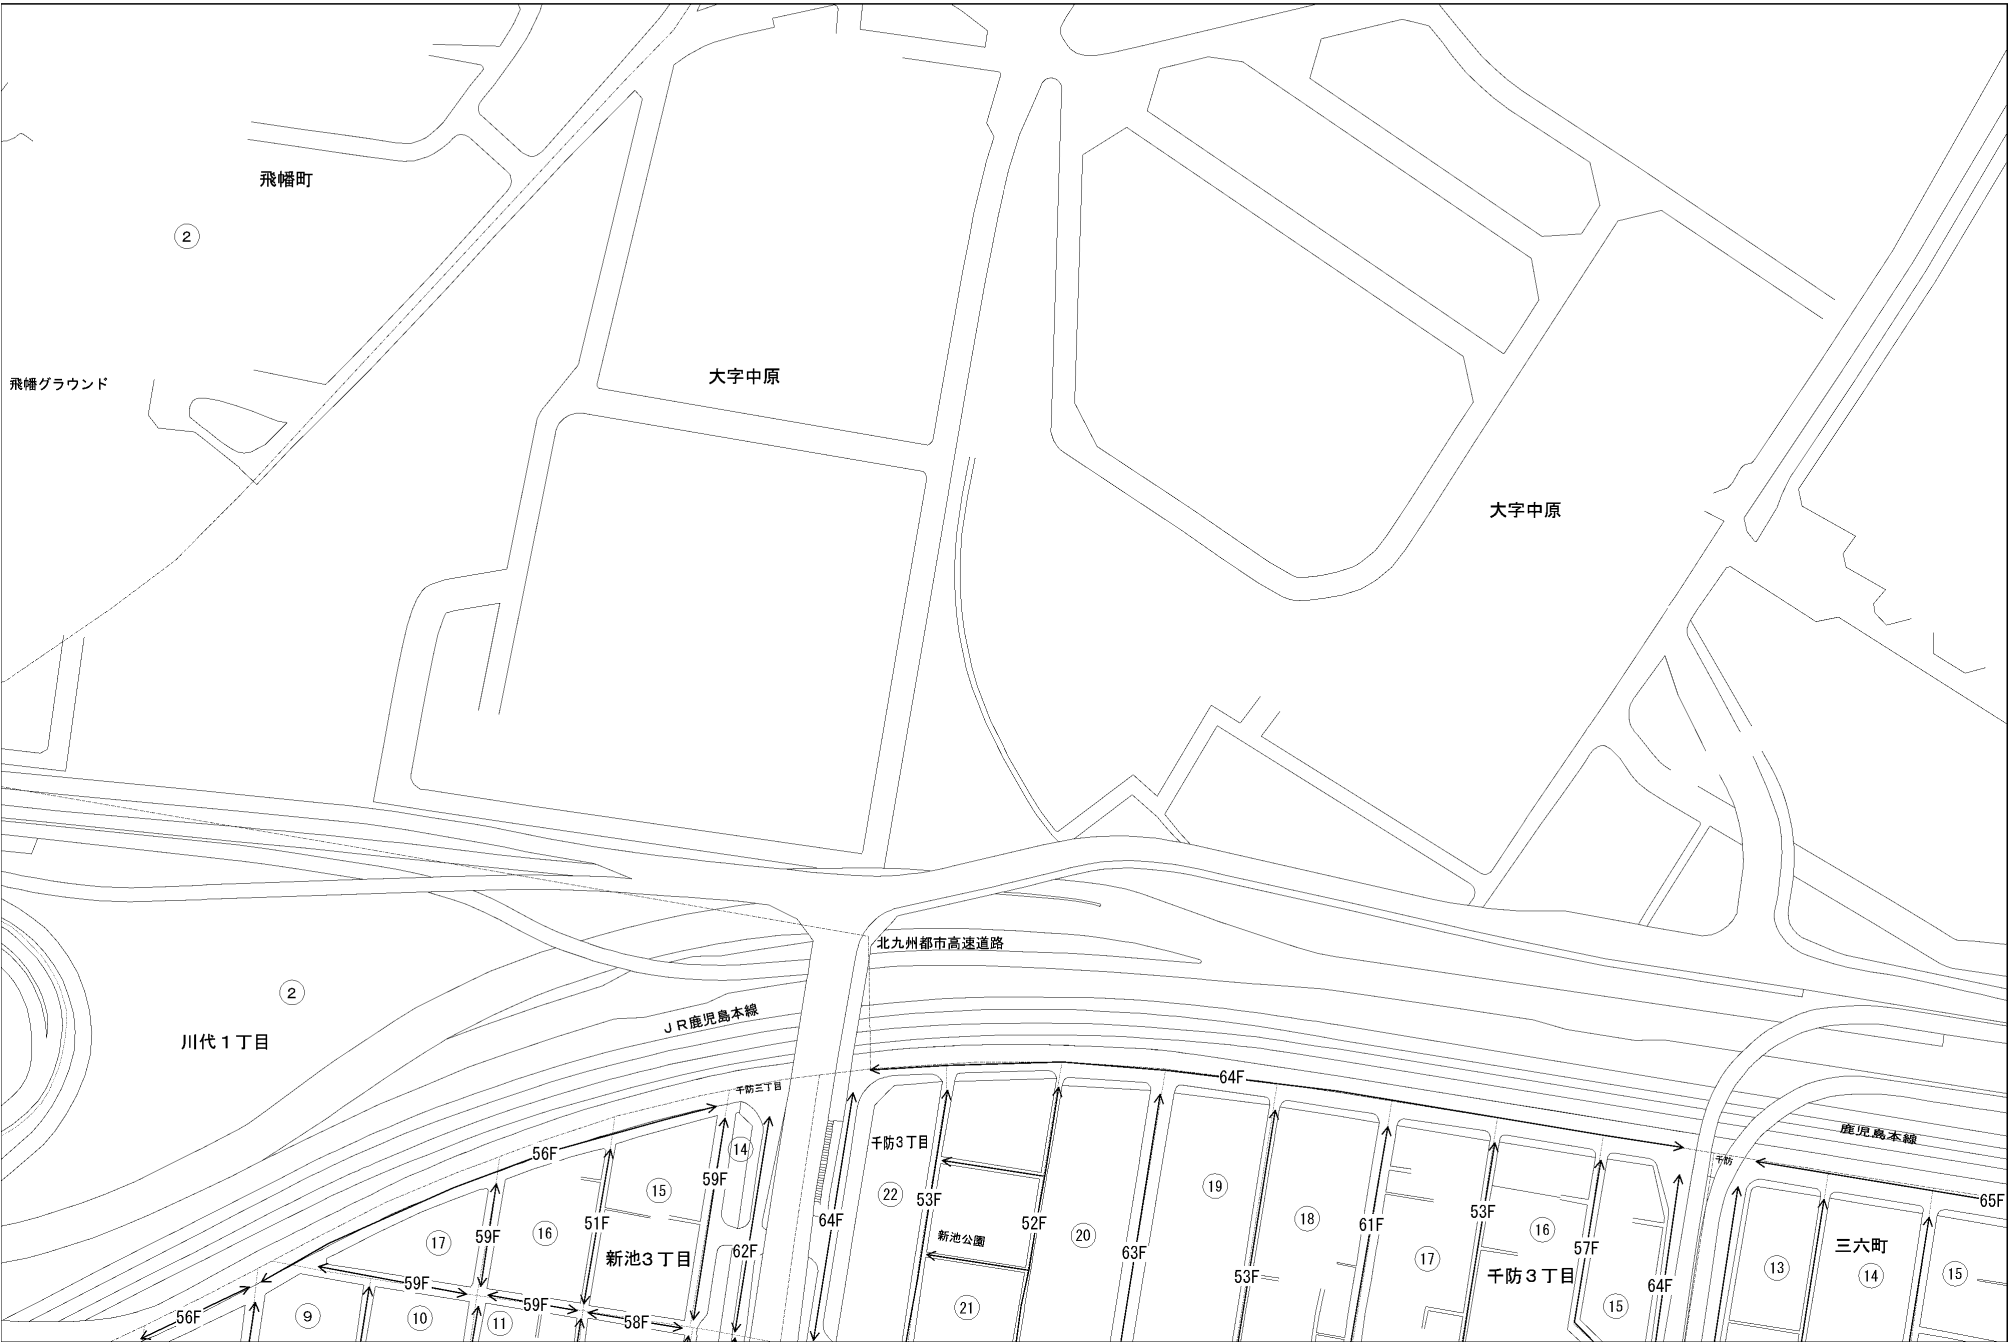 飛幡町
2
飛幡グラウンド
大字中原
大字中原
北九州都市高速道路
2
JR鹿児島本線
川代1丁目
64F
千防三丁目
鹿児島本線
千防3丁目
14
56F
千防
15
59F
22
53F
19
65F
64F
52F
18
61F
53F
16
51F
16
59F
17
新池3丁目
62F
新池公園
20
63F
17
57F
三六町
13
14
15
53F
千防3丁目
64F
59F
59F
56F
9
10
11
58F
21
15